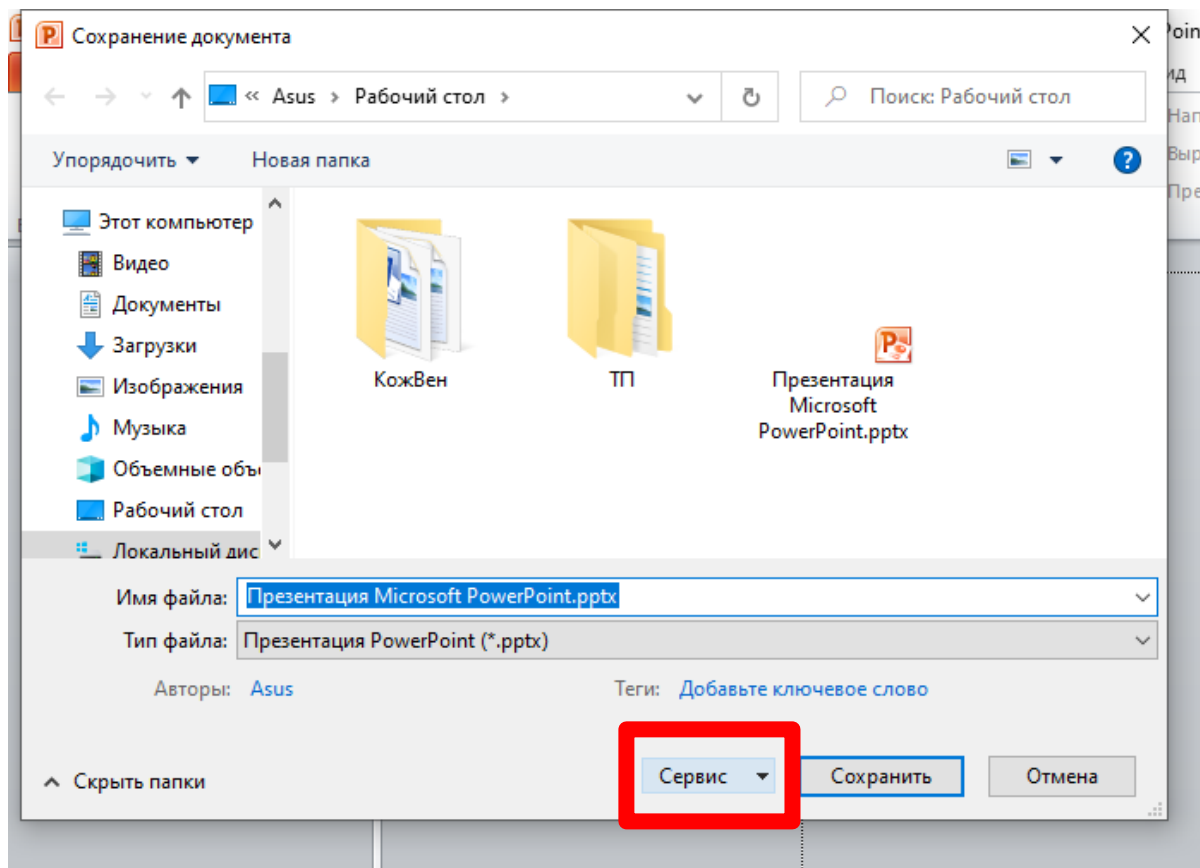 Сохранение документа
« Asus › Рабочий стол ›
Поиск: Рабочий стол
Упорядочить
Новая папка
Этот компьютер
Видео
Документы
Загрузки
Изображения
Музыка
Объемные объ
Рабочий стол
Локальный дис
КожВен
ТП
Презентация
Microsoft
PowerPoint.pptx
Имя файла: Презентация Microsoft PowerPoint.pptx
Тип файла: Презентация PowerPoint (*.pptx)
Авторы: Asus
Теги: Добавьте ключевое слово
Скрыть папки
Сервис
Сохранить
Отмена